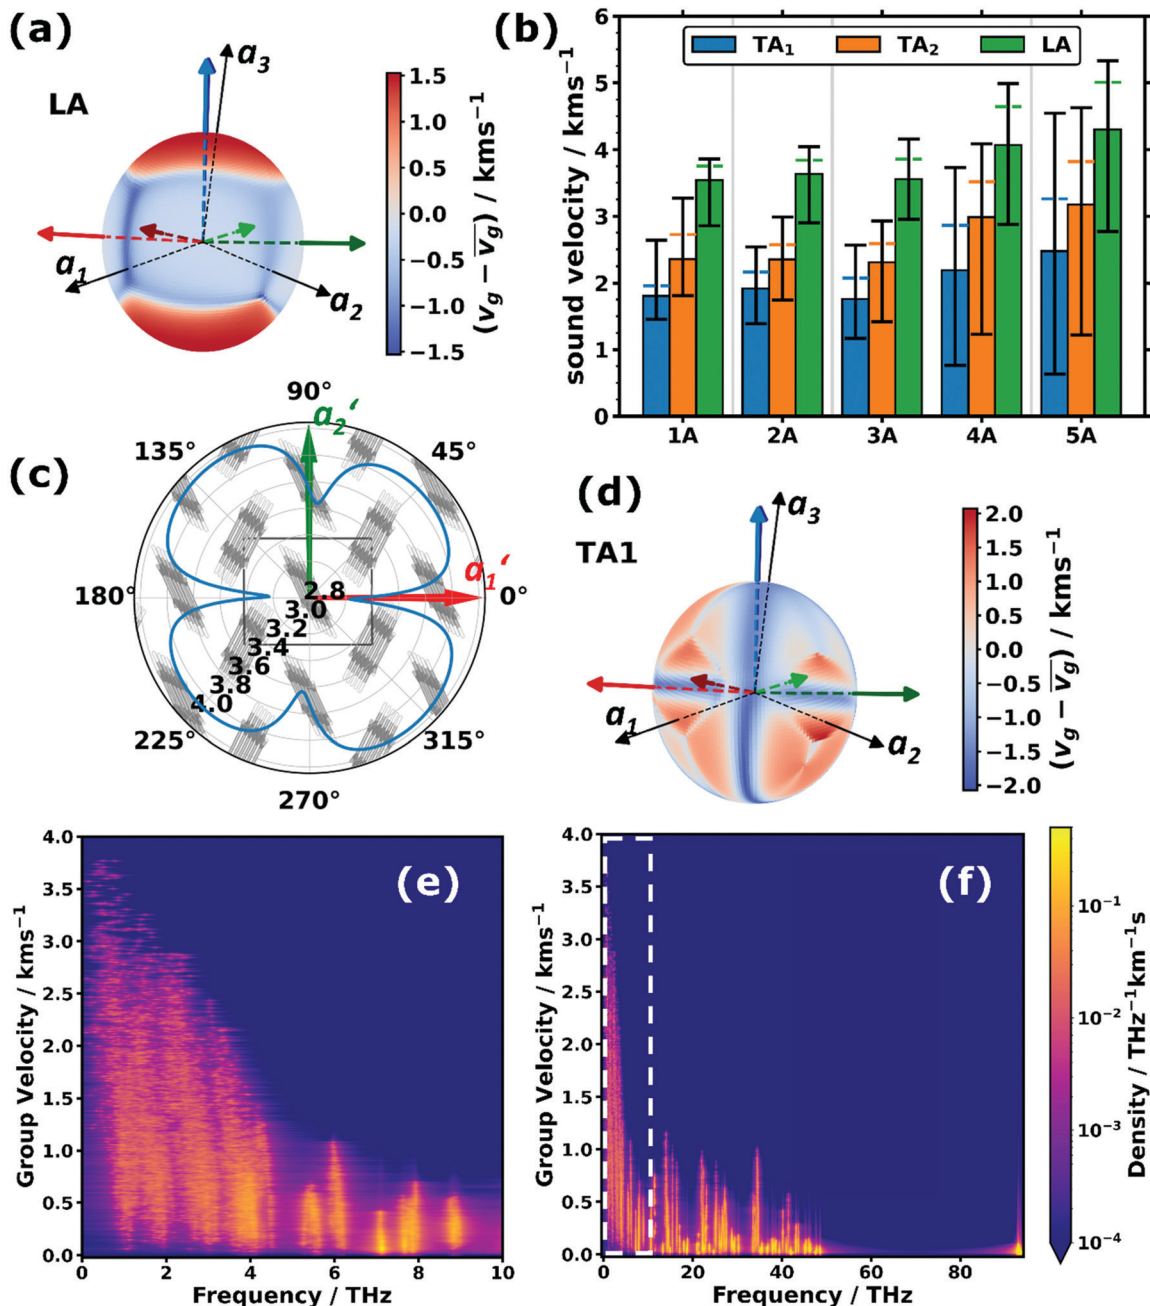 (a)
LA
a3
a1
a2
1.5
1.0
0.5
0.0
−0.5
−1.0
−1.5
(vg − vg) / kms−1
(b)
TA1 TA2 LA
sound velocity / kms−1
6
5
4
3
2
1
0
1A 2A 3A 4A 5A
(c)
90°
a2‘
135° 45°
180° a1‘ 0°
2.8
3.0
3.2
3.4
3.6
3.8
4.0
225° 315°
270°
(d)
TA1
a3
a1
a2
2.0
1.5
1.0
0.5
0.0
−0.5
−1.0
−1.5
−2.0
(vg − vg) / kms−1
(e)
Group Velocity / kms−1
4.0
3.5
3.0
2.5
2.0
1.5
1.0
0.5
0.0
0 2 4 6 8 10
Frequency / THz
(f)
Group Velocity / kms−1
4.0
3.5
3.0
2.5
2.0
1.5
1.0
0.5
0.0
0 20 40 60 80
Frequency / THz
10−1
10−2
10−3
10−4
Density / THz−1km−1s